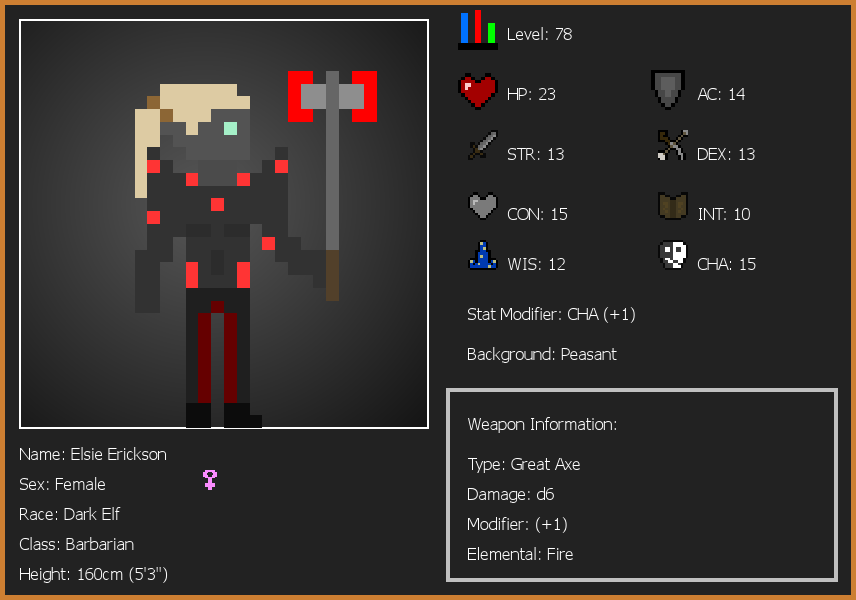 Level: 78
HP: 23
AC: 14
STR: 13
DEX: 13
CON: 15
INT: 10
WIS: 12
CHA: 15
Stat Modifier: CHA (+1)
Background: Peasant
Weapon Information:
Type: Great Axe
Damage: d6
Modifier: (+1)
Elemental: Fire
Name: Elsie Erickson
Sex: Female
Race: Dark Elf
Class: Barbarian
Height: 160cm (5'3")